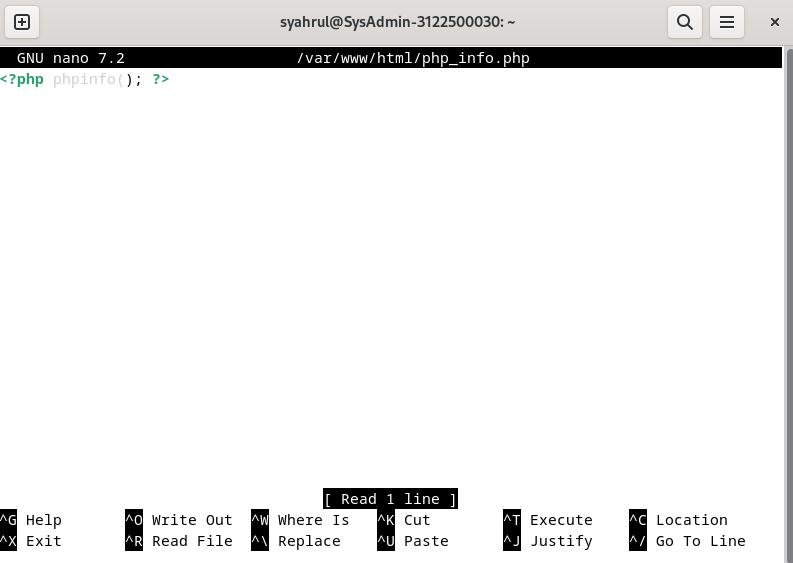 syahrul@SysAdmin-3122500030: ~
GNU nano 7.2 /var/www/html/php_info.php
<?php phpinfo(); ?>
[ Read 1 line ]
^G Help ^O Write Out ^W Where Is ^K Cut ^T Execute ^C Location
^X Exit ^R Read File ^\ Replace ^U Paste ^J Justify ^/ Go To Line